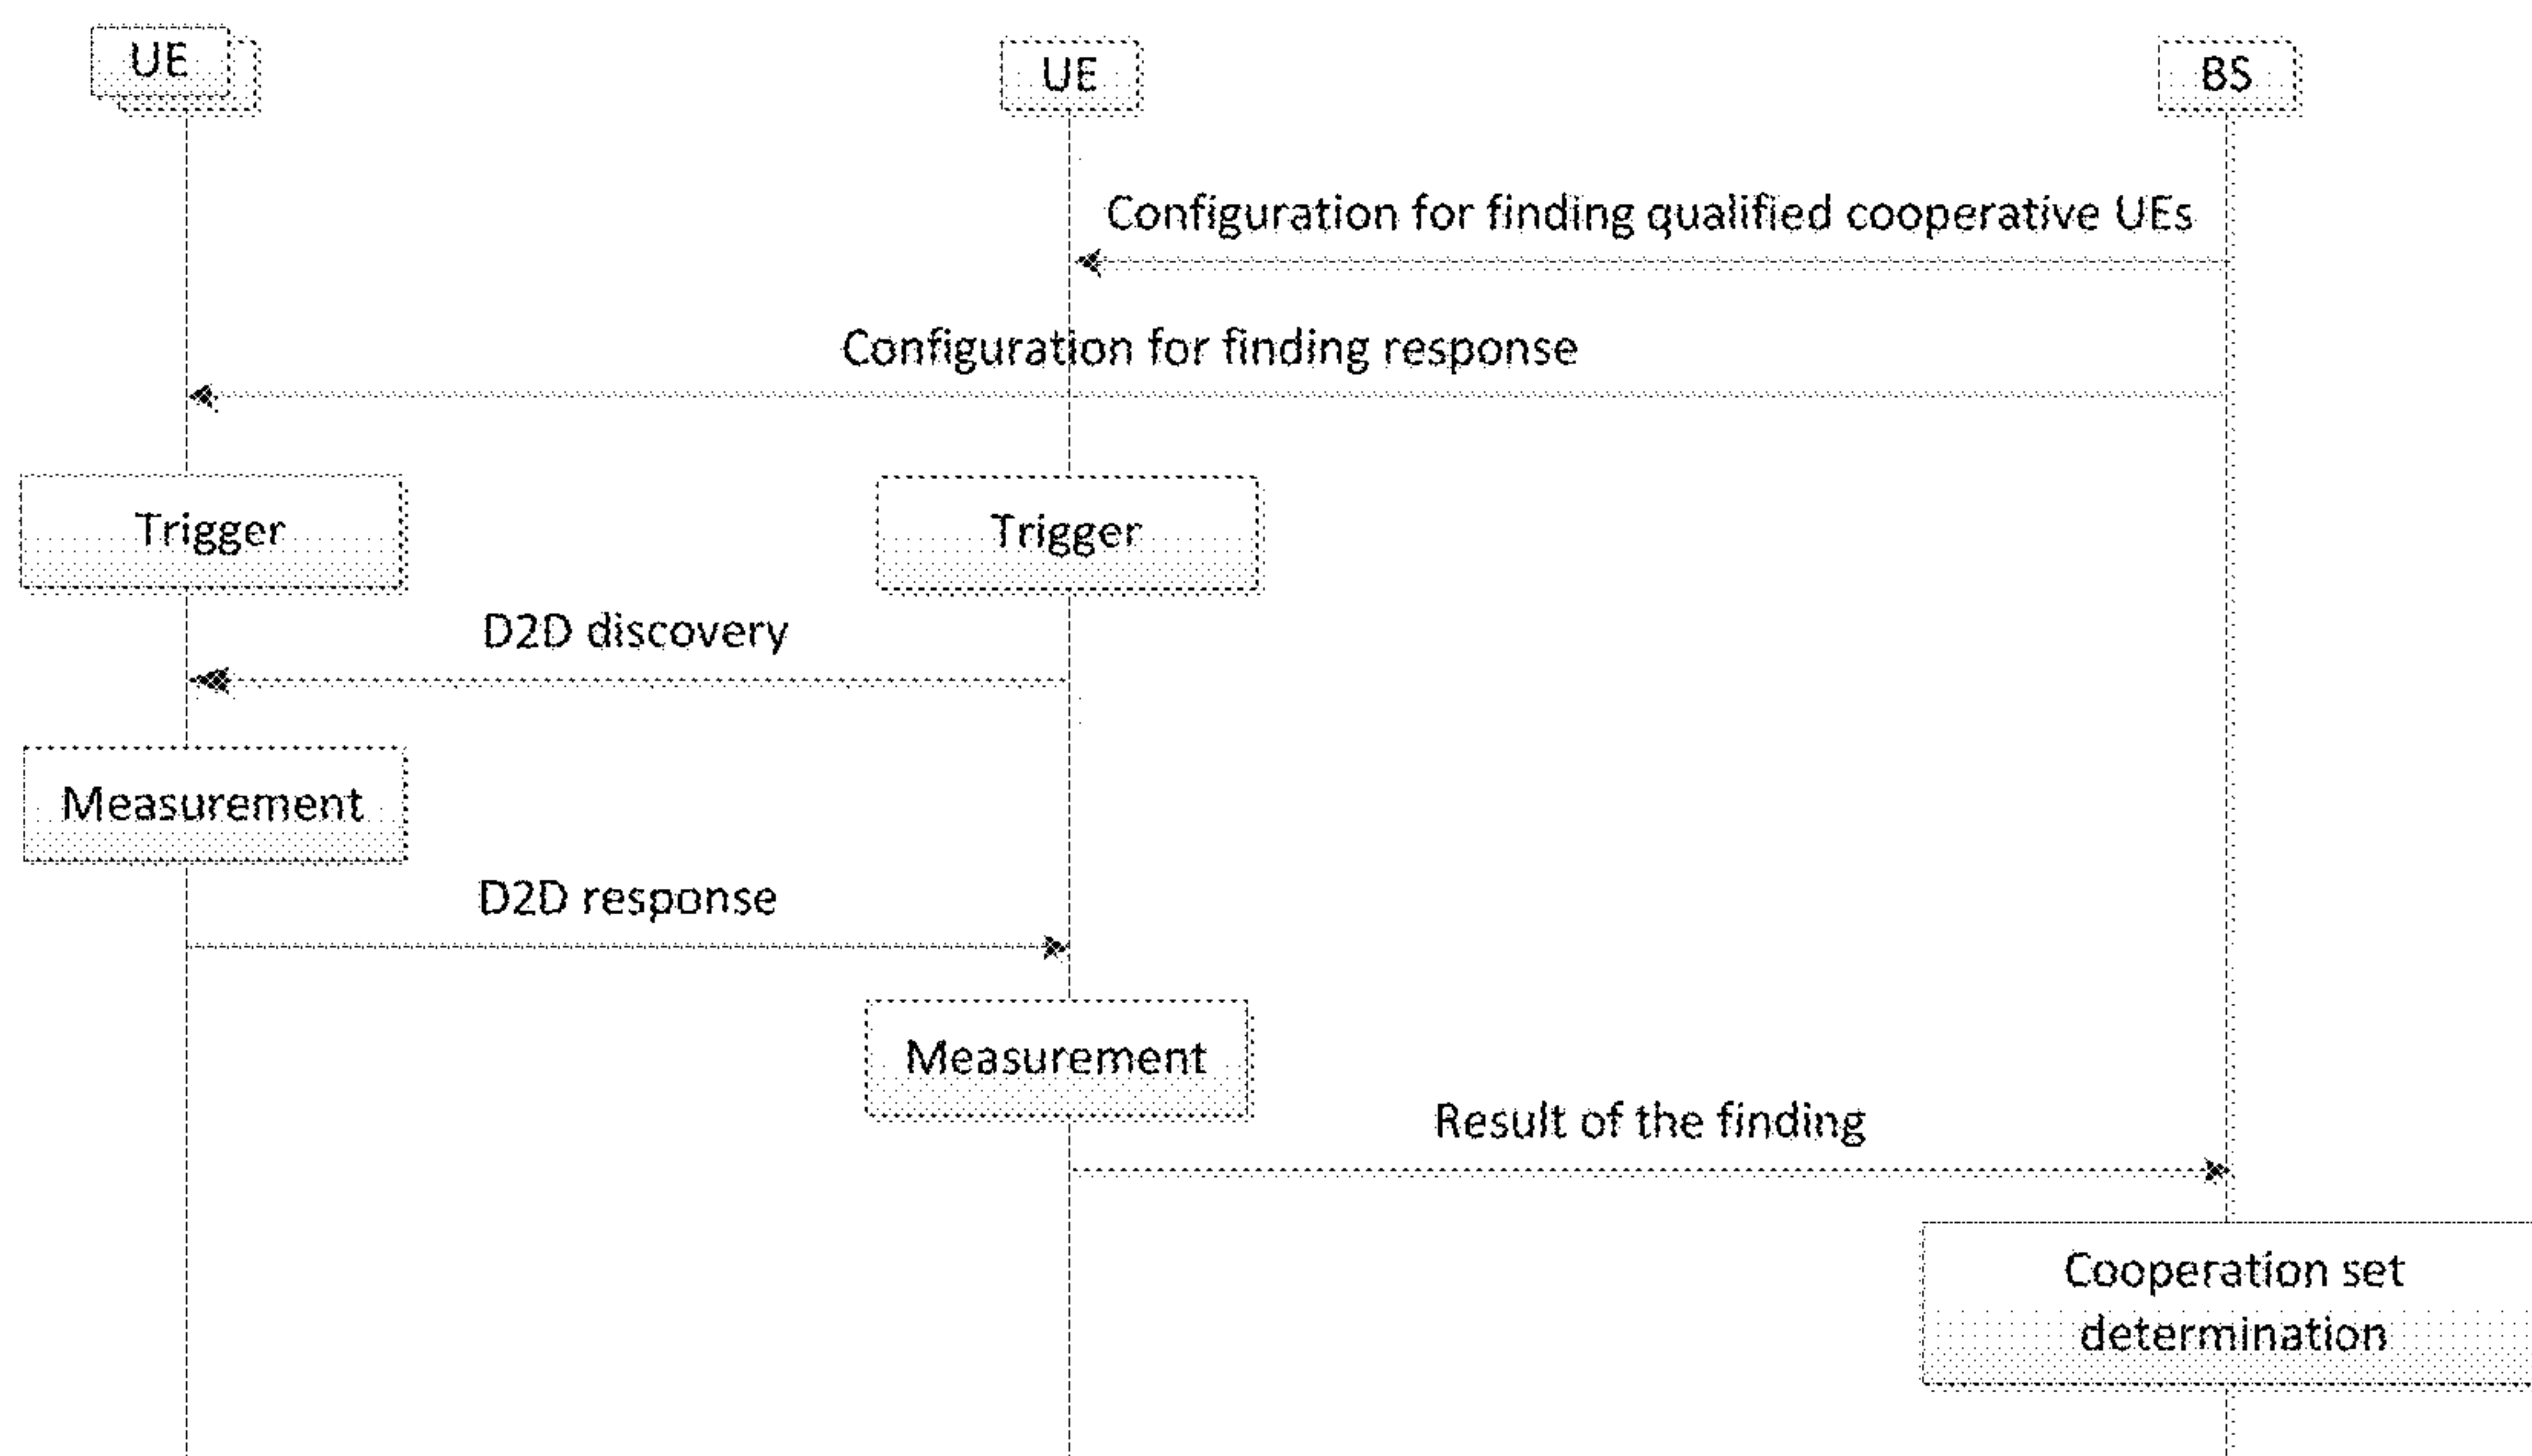 UE
UE
BS
Configuration for finding qualified cooperative UEs
Configuration for finding response
Trigger
Trigger
D2D discovery
Measurement
D2D response
Measurement
Result of the finding
Cooperation set
determination